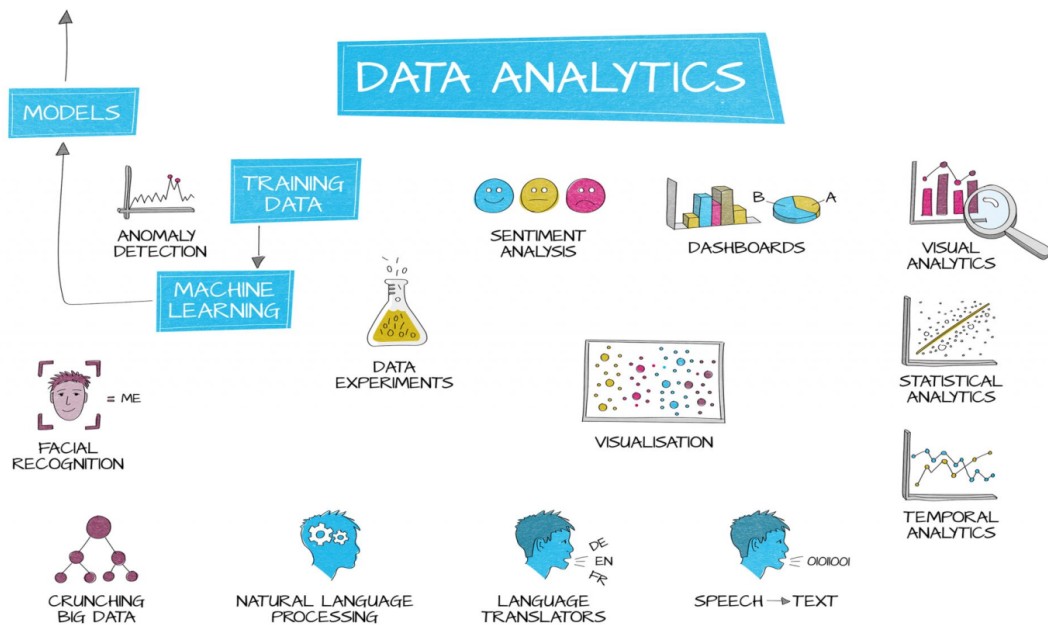 DATA ANALYTICS
MODELS
TRAINING
DATA
ANOMALY
DETECTION
MACHINE
LEARNING
SENTIMENT
ANALYSIS
B
A
DASHBOARDS
VISUAL
ANALYTICS
DATA
EXPERIMENTS
VISUALISATION
STATISTICAL
ANALYTICS
= ME
FACIAL
RECOGNITION
TEMPORAL
ANALYTICS
CRUNCHING
BIG DATA
NATURAL LANGUAGE
PROCESSING
DE
EN
FR
LANGUAGE
TRANSLATORS
01011001
SPEECH → TEXT